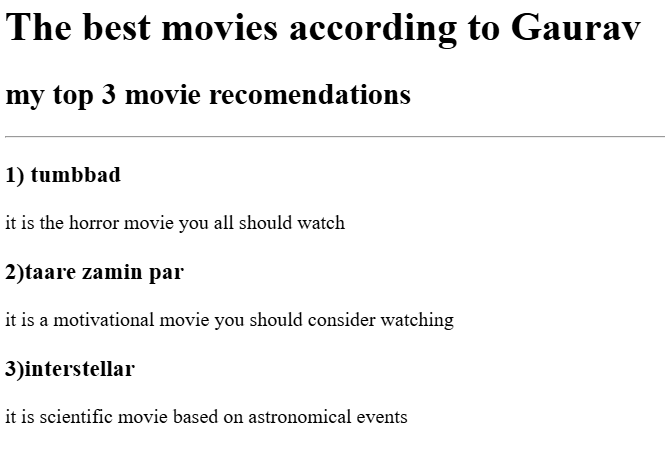 The best movies according to Gaurav
my top 3 movie recomendations
1) tumbbad
it is the horror movie you all should watch
2)taare zamin par
it is a motivational movie you should consider watching
3)interstellar
it is scientific movie based on astronomical events